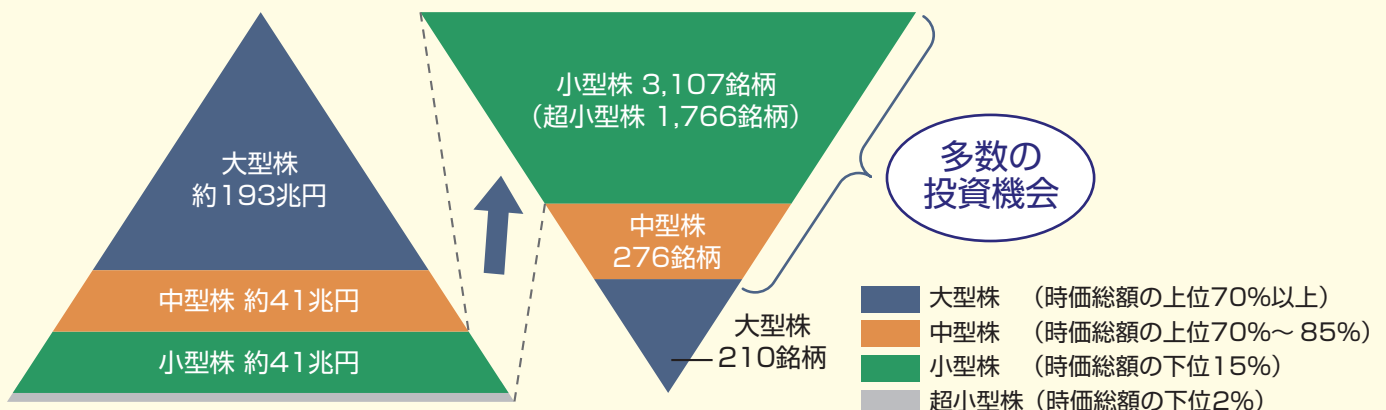 大型株
約193兆円
中型株 約41兆円
小型株 約41兆円
小型株 3,107銘柄
（超小型株 1,766銘柄）
中型株
276銘柄
大型株
210銘柄
多数の
投資機会
大型株 （時価総額の上位70%以上）
中型株 （時価総額の上位70%～85%）
小型株 （時価総額の下位15%）
超小型株（時価総額の下位2%）